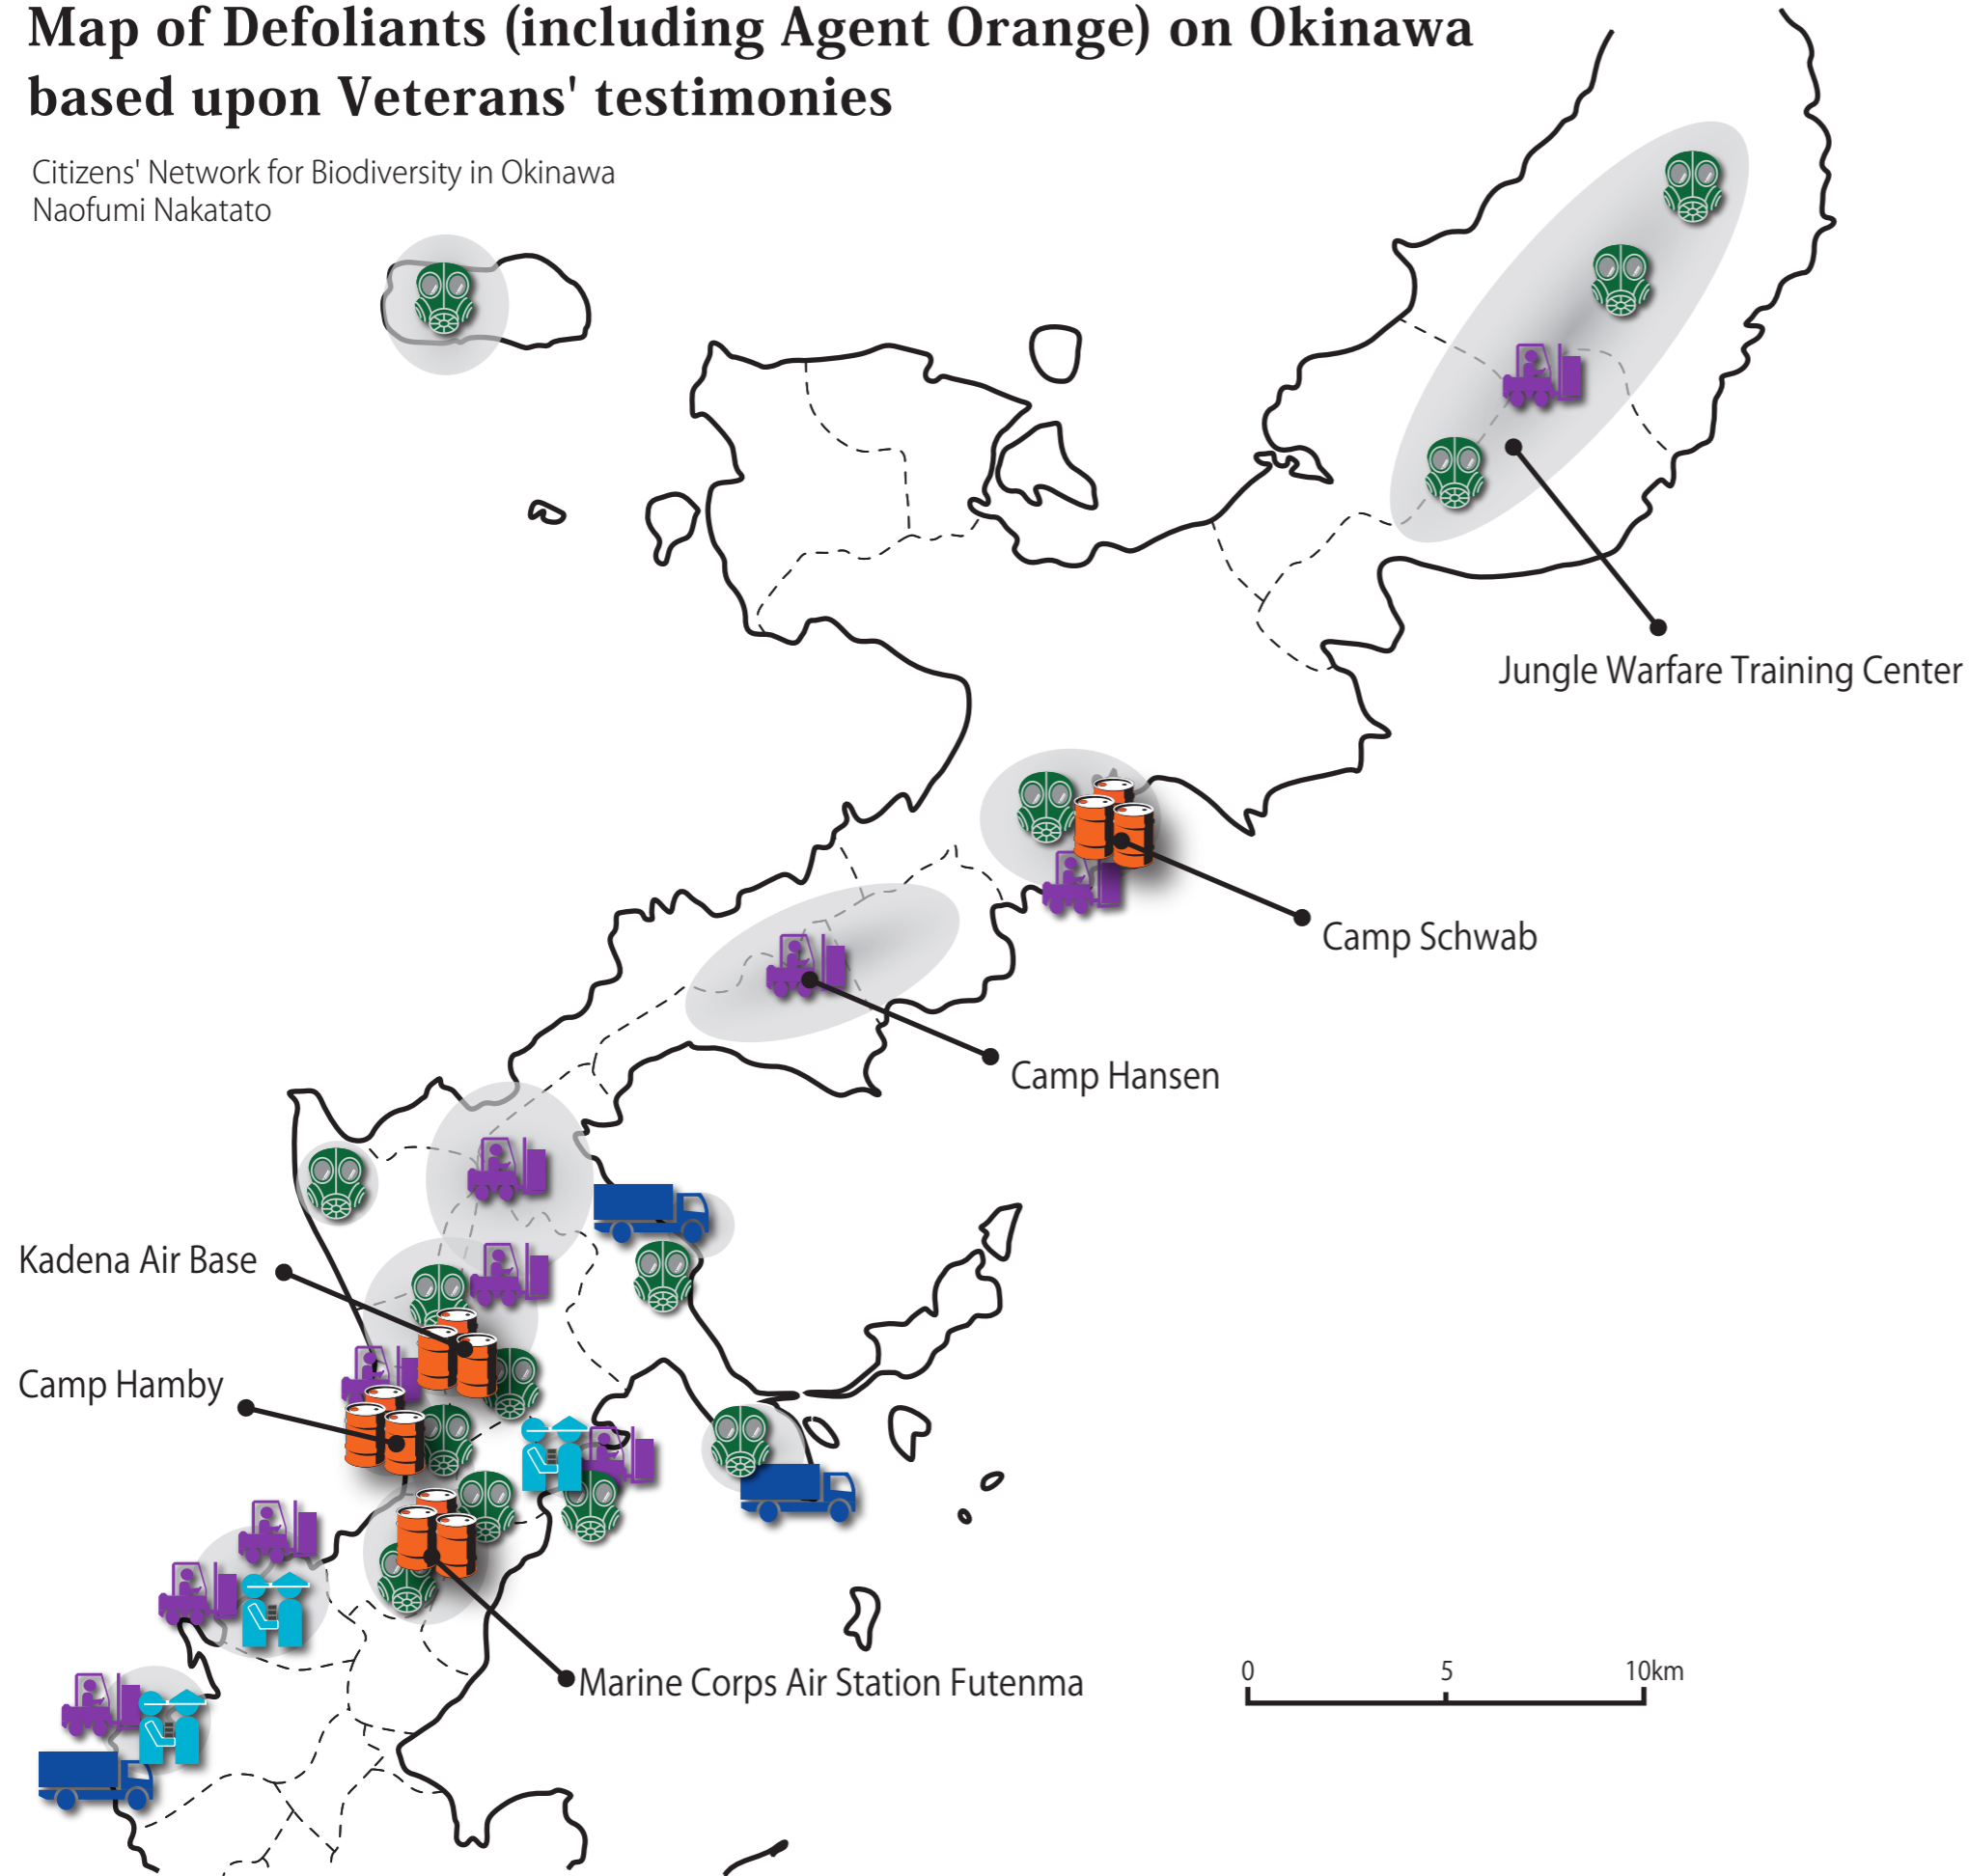 Map of Defoliants (including Agent Orange) on Okinawa
based upon Veterans' testimonies
Citizens' Network for Biodiversity in Okinawa
Naofumi Nakatato
Jungle Warfare Training Center
Camp Schwab
Camp Hansen
Kadena Air Base
Camp Hamby
Marine Corps Air Station Futenma
0 5 10km